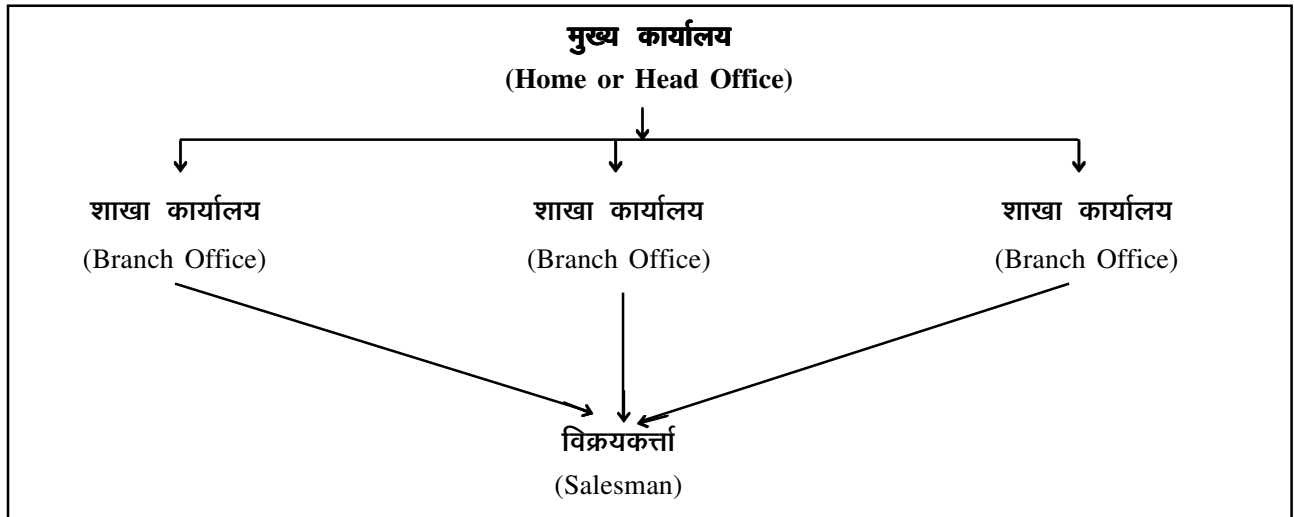 मुख्य कार्यालय
(Home or Head Office)
शाखा कार्यालय शाखा कार्यालय शाखा कार्यालय
(Branch Office) (Branch Office) (Branch Office)
विक्रयकर्त्ता
(Salesman)